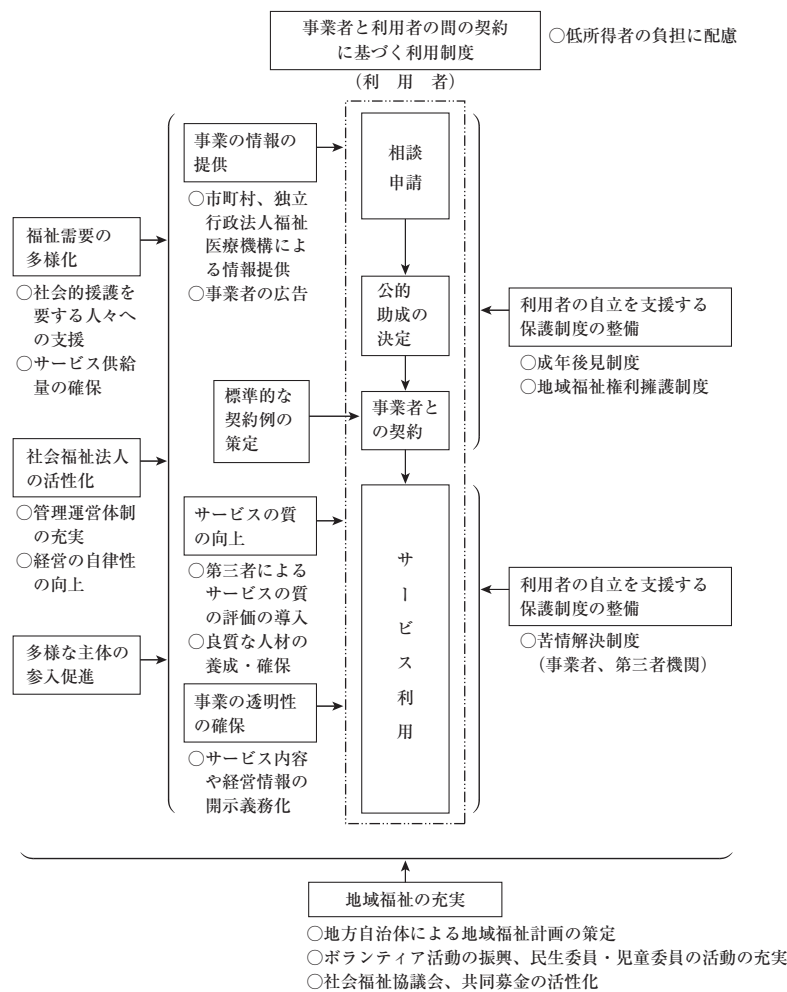 事業者と利用者の間の契約
に基づく利用制度
○低所得者の負担に配慮
（利　用　者）
福祉需要の
多様化
○社会的援護を
要する人々へ
の支援
○サービス供給
量の確保
社会福祉法人
の活性化
○管理運営体制
の充実
○経営の自律性
の向上
多様な主体の
参入促進
事業の情報の
提供
○市町村、独立
行政法人福祉
医療機構によ
る情報提供
○事業者の広告
標準的な
契約例の
策定
サービスの質
の向上
○第三者による
サービスの質
の評価の導入
○良質な人材の
養成・確保
事業の透明性
の確保
○サービス内容
や経営情報の
開示義務化
相談
申請
公的
助成の
決定
事業者と
の契約
サービス利用
利用者の自立を支援する
保護制度の整備
○成年後見制度
○地域福祉権利擁護制度
利用者の自立を支援する
保護制度の整備
○苦情解決制度
（事業者、第三者機関）
地域福祉の充実
○地方自治体による地域福祉計画の策定
○ボランティア活動の振興、民生委員・児童委員の活動の充実
○社会福祉協議会、共同募金の活性化